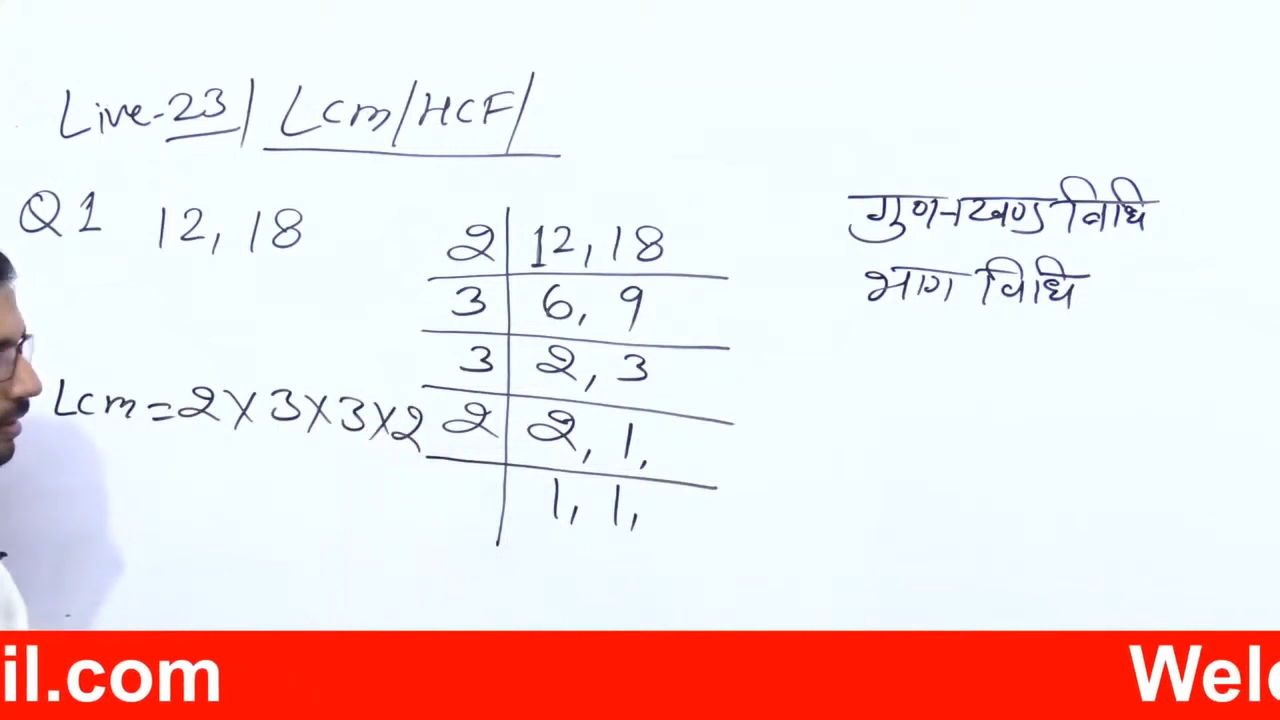 Live-23/ LCM/HCF/
Q1 12, 18
2 | 12, 18
3 | 6, 9
3 | 2, 3
2 | 2, 1,
1, 1,
Lcm = 2 X 3 X 3 X 2
गुणनखण्ड विधि
भाग विधि
il.com
Welc